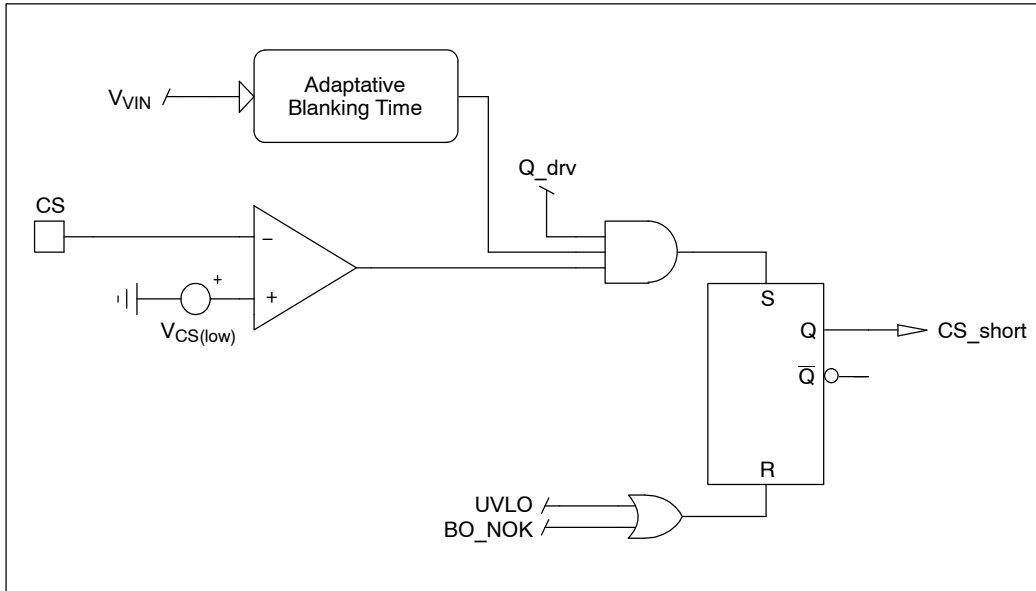 Adaptative
Blanking Time
V_VIN
Q_drv
CS
–
+
+
V_CS(low)
S
Q
CS_short
Q̅
R
UVLO
BO_NOK